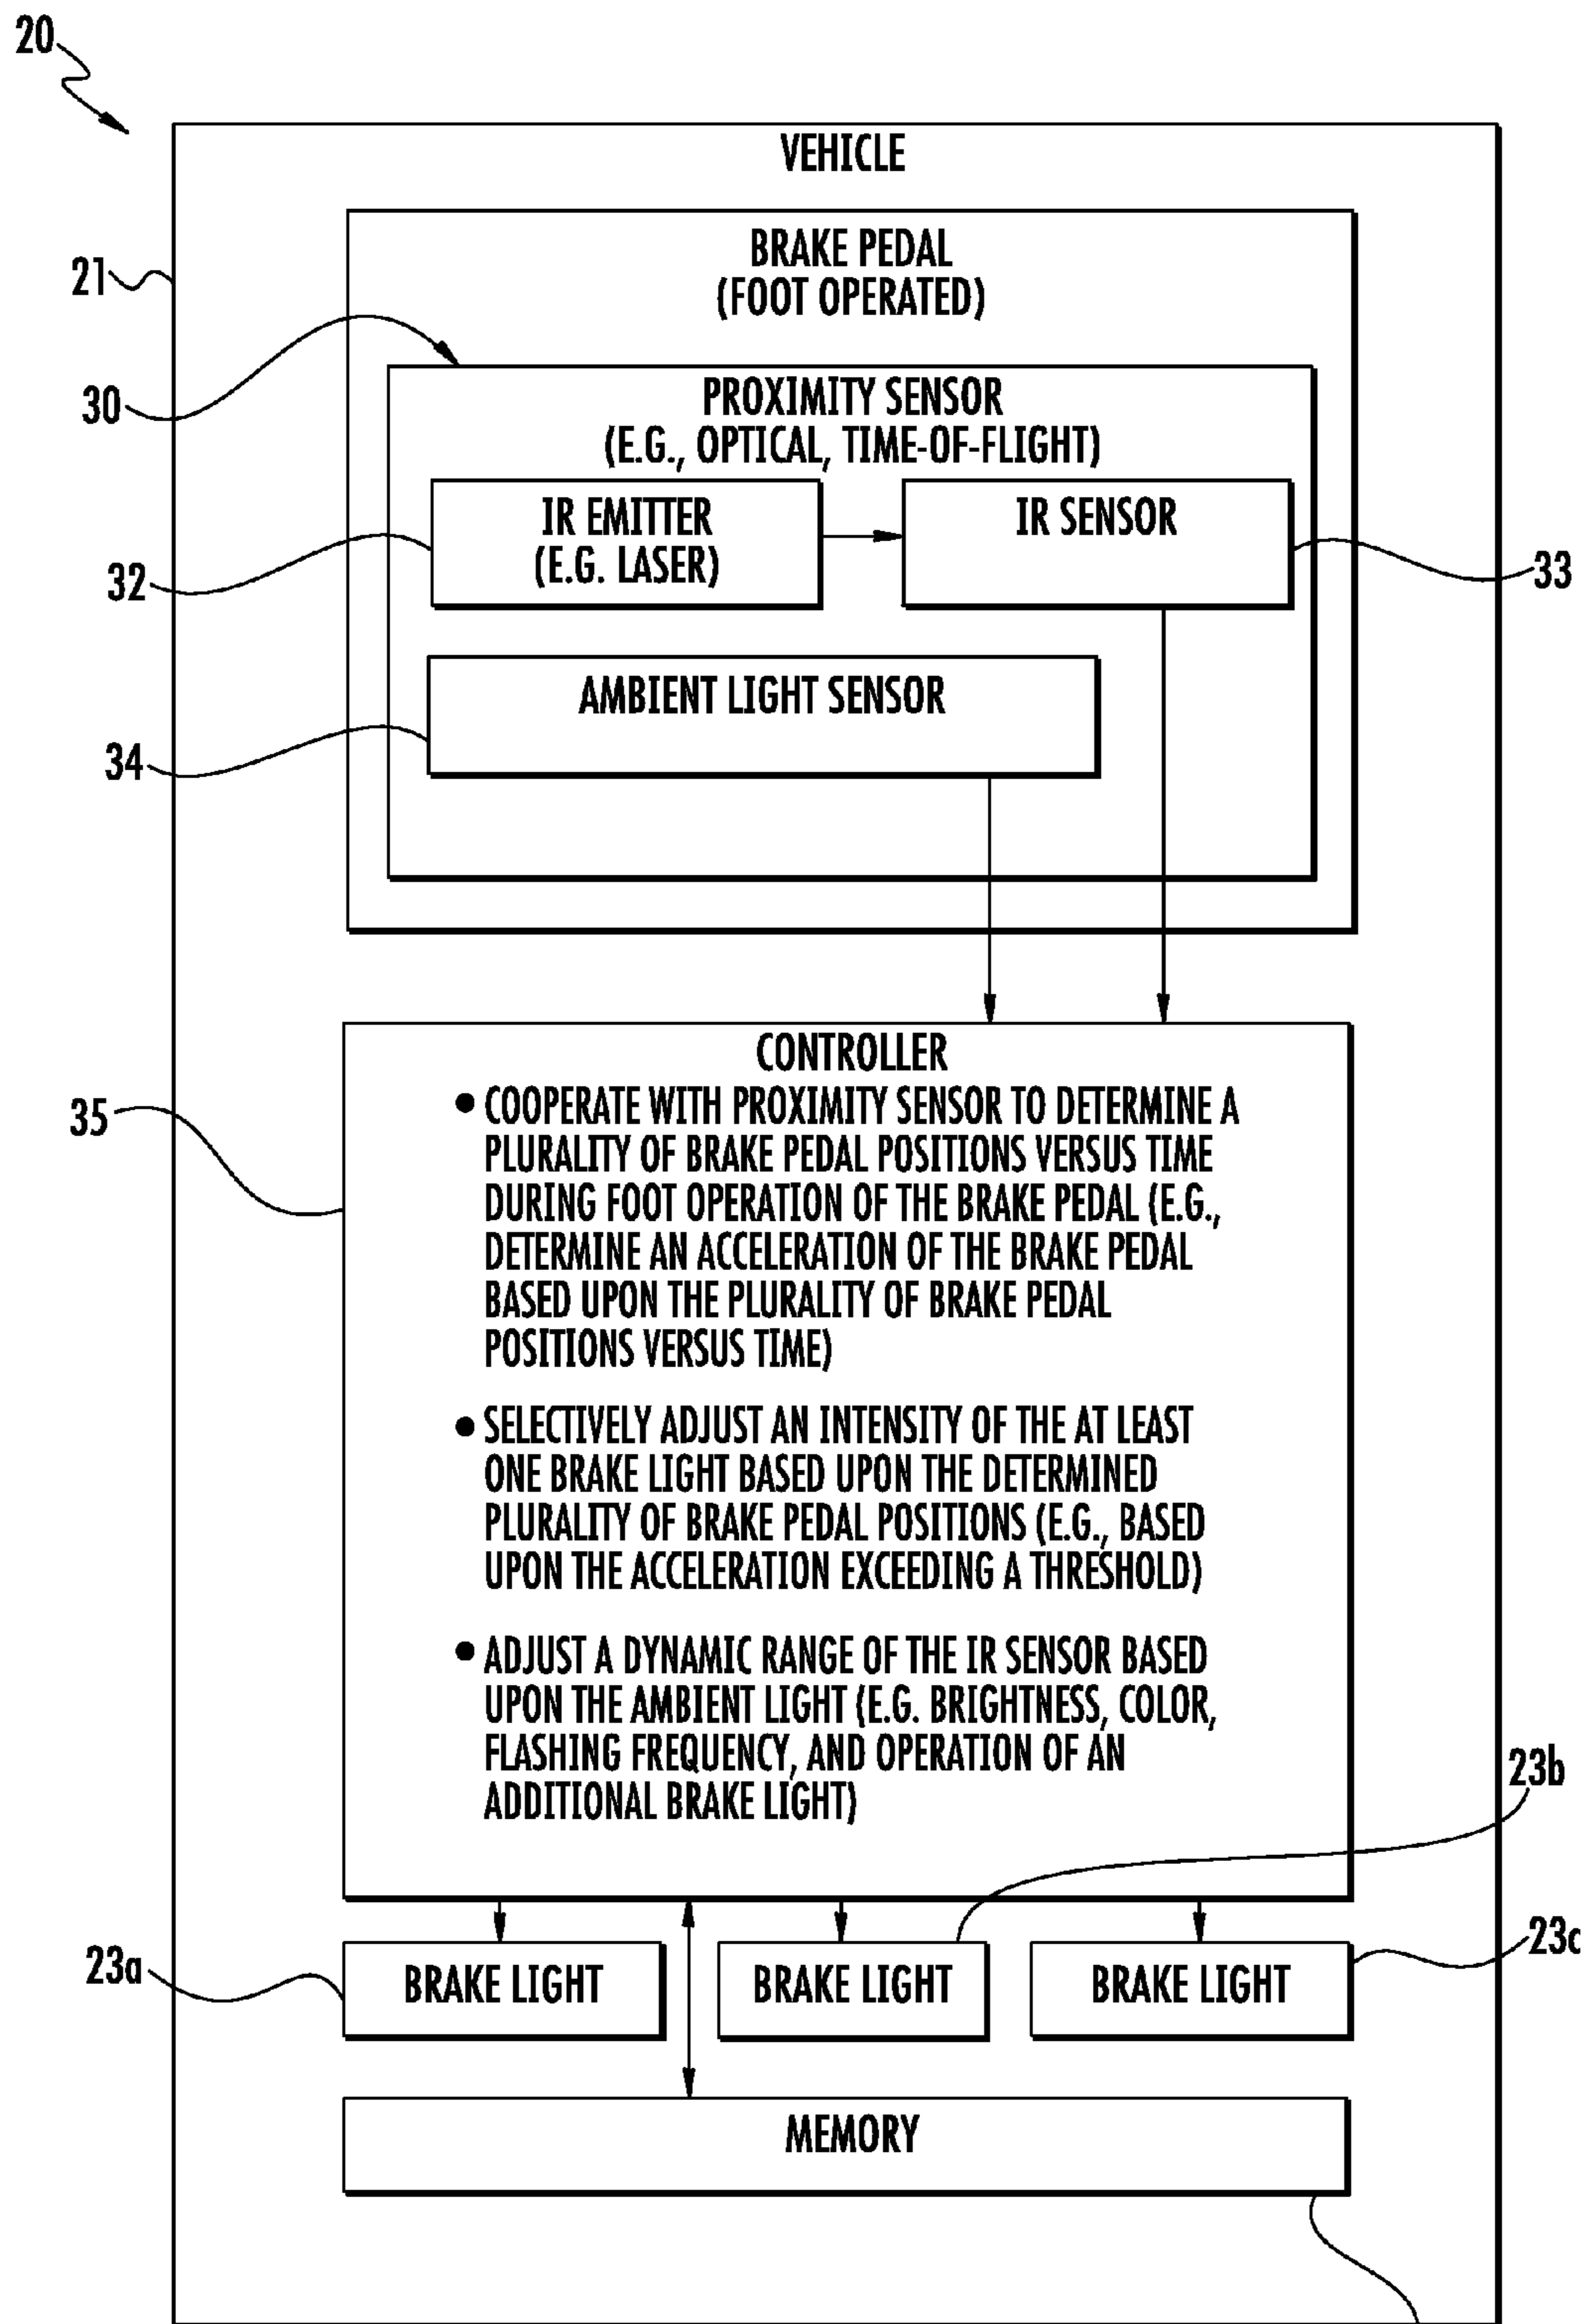 20
VEHICLE
21
BRAKE PEDAL
(FOOT OPERATED)
30
PROXIMITY SENSOR
(E.G., OPTICAL, TIME-OF-FLIGHT)
IR EMITTER
(E.G. LASER)
IR SENSOR
32
33
AMBIENT LIGHT SENSOR
34
CONTROLLER
35
• COOPERATE WITH PROXIMITY SENSOR TO DETERMINE A
PLURALITY OF BRAKE PEDAL POSITIONS VERSUS TIME
DURING FOOT OPERATION OF THE BRAKE PEDAL (E.G.,
DETERMINE AN ACCELERATION OF THE BRAKE PEDAL
BASED UPON THE PLURALITY OF BRAKE PEDAL
POSITIONS VERSUS TIME)
• SELECTIVELY ADJUST AN INTENSITY OF THE AT LEAST
ONE BRAKE LIGHT BASED UPON THE DETERMINED
PLURALITY OF BRAKE PEDAL POSITIONS (E.G., BASED
UPON THE ACCELERATION EXCEEDING A THRESHOLD)
• ADJUST A DYNAMIC RANGE OF THE IR SENSOR BASED
UPON THE AMBIENT LIGHT (E.G. BRIGHTNESS, COLOR,
FLASHING FREQUENCY, AND OPERATION OF AN
ADDITIONAL BRAKE LIGHT)
23b
23a
BRAKE LIGHT
BRAKE LIGHT
BRAKE LIGHT
23c
MEMORY